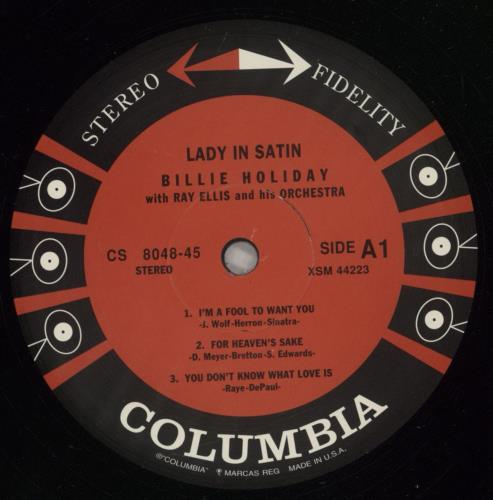 STEREO FIDELITY
LADY IN SATIN
BILLIE HOLIDAY
with RAY ELLIS and his ORCHESTRA
CS 8048-45
STEREO
SIDE A1
XSM 44223
1. I'M A FOOL TO WANT YOU
-J. Wolf-Herron-Sinatra-
2. FOR HEAVEN'S SAKE
-D. Meyer-Bretton-S. Edwards-
3. YOU DON'T KNOW WHAT LOVE IS
-Raye-DePaul-
COLUMBIA
®"COLUMBIA" MARCAS REG MADE IN U.S.A.